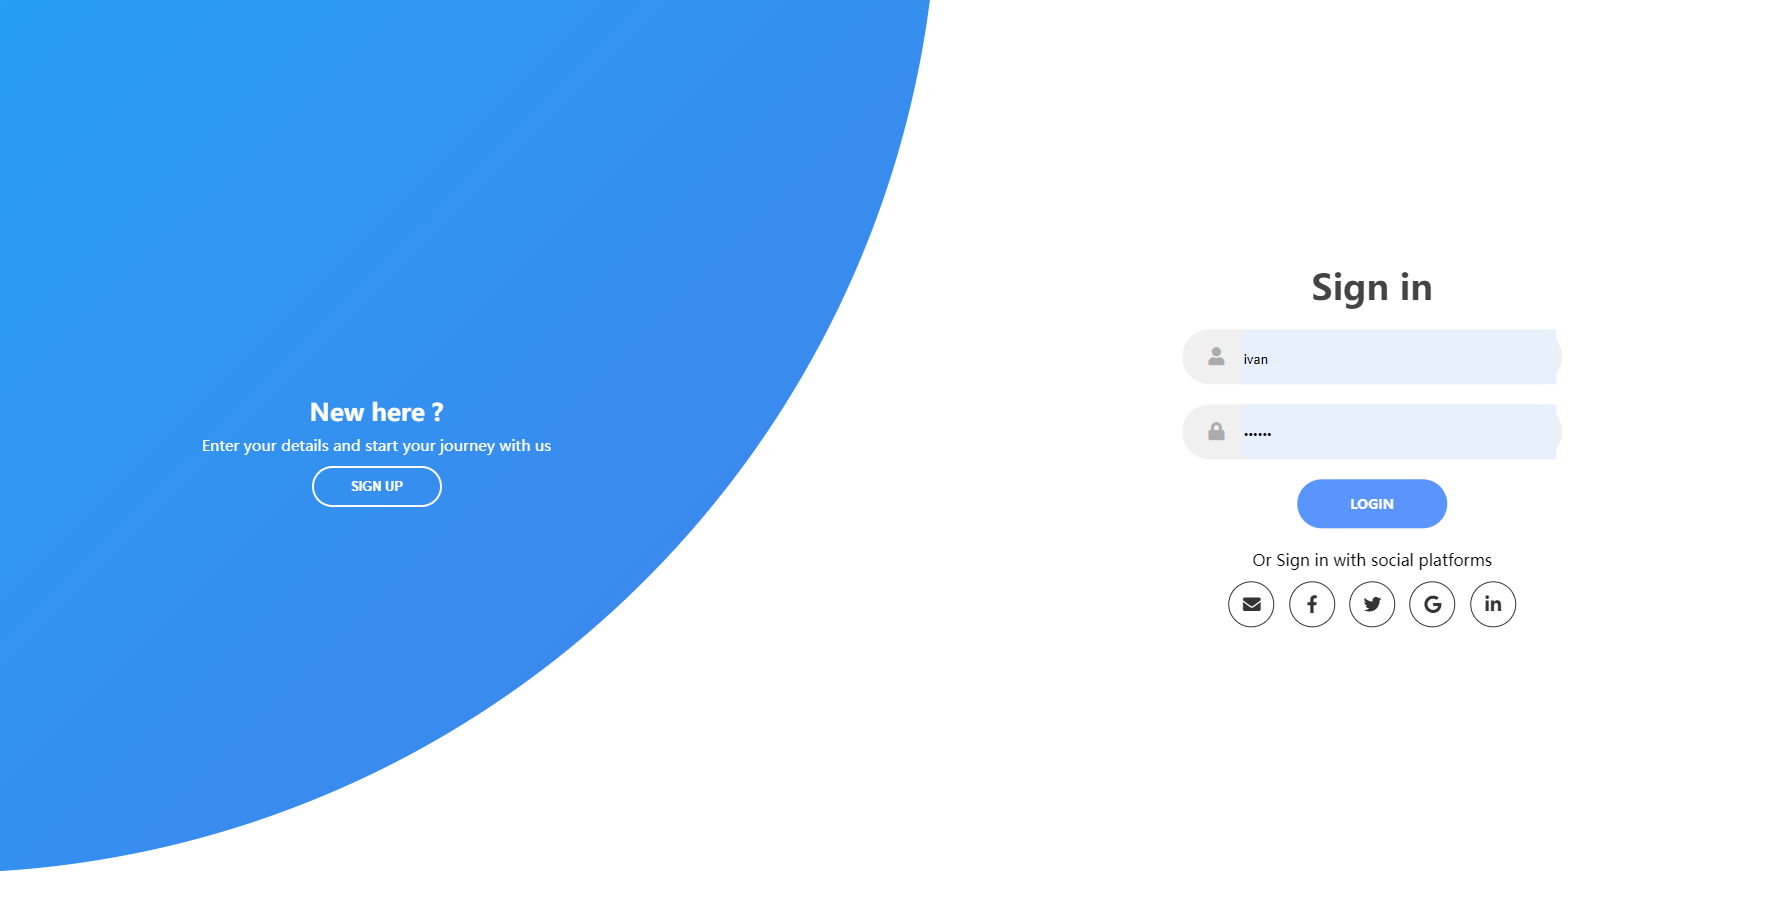 New here ?
Enter your details and start your journey with us
SIGN UP
Sign in
ivan
••••••
LOGIN
Or Sign in with social platforms